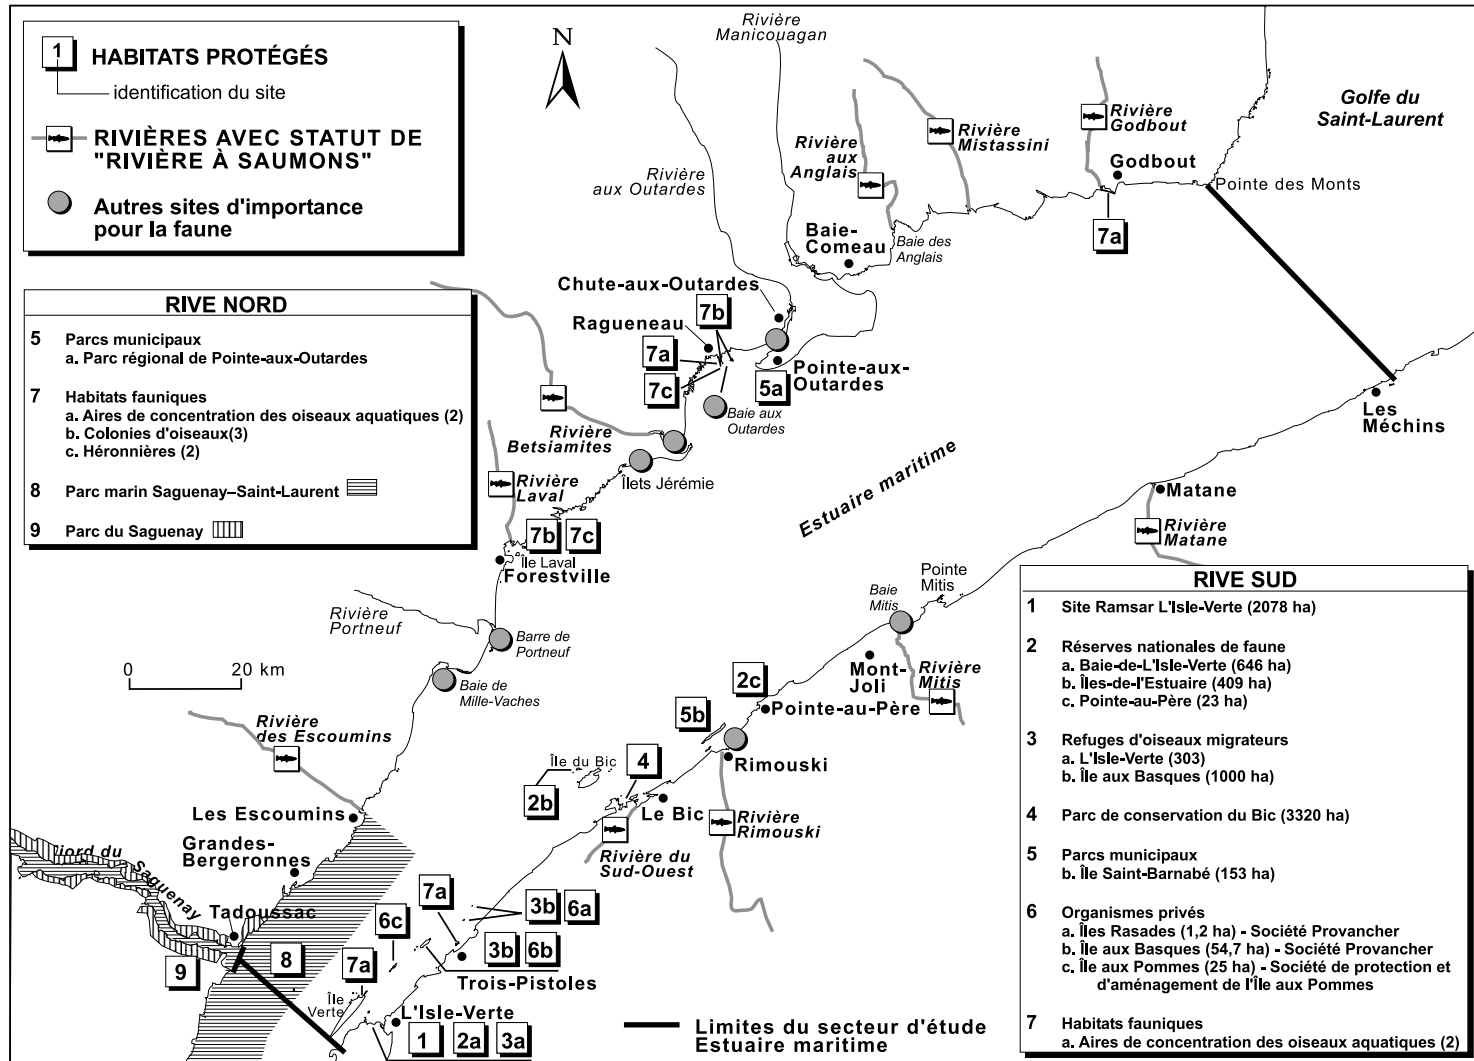 1 HABITATS PROTÉGÉS
identification du site
RIVIÈRES AVEC STATUT DE
"RIVIÈRE À SAUMONS"
Autres sites d'importance
pour la faune
RIVE NORD
5 Parcs municipaux
a. Parc régional de Pointe-aux-Outardes
7 Habitats fauniques
a. Aires de concentration des oiseaux aquatiques (2)
b. Colonies d'oiseaux(3)
c. Héronnières (2)
8 Parc marin Saguenay–Saint-Laurent
9 Parc du Saguenay
N
Rivière
Manicouagan
Rivière
aux Outardes
Rivière
aux
Anglais
Rivière
Mistassini
Rivière
Godbout
Godbout
Golfe du
Saint-Laurent
Pointe des Monts
7a
Baie-
Comeau
Baie des
Anglais
Chute-aux-Outardes
7b
Ragueneau
7a
7c
5a
Pointe-aux-
Outardes
Baie aux
Outardes
Rivière
Betsiamites
Îlets Jérémie
Rivière
Laval
7b 7c
Île Laval
Forestville
Estuaire maritime
Les
Méchins
Matane
Rivière
Matane
Rivière
Portneuf
Barre de
Portneuf
0 20 km
Baie de
Mille-Vaches
Pointe
Mitis
Baie
Mitis
Mont-
Joli
Rivière
Mitis
2c
Pointe-au-Père
5b
Rimouski
Rivière
des Escoumins
Île du Bic
4
2b
Le Bic
Rivière
Rimouski
Rivière du
Sud-Ouest
Les Escoumins
Grandes-
Bergeronnes
jord du
Saguenay
Tadoussac
7a
3b 6a
6c
3b 6b
Trois-Pistoles
7a
8
9
Île
Verte
L'Isle-Verte
1 2a 3a
Limites du secteur d'étude
Estuaire maritime
RIVE SUD
1 Site Ramsar L'Isle-Verte (2078 ha)
2 Réserves nationales de faune
a. Baie-de-L'Isle-Verte (646 ha)
b. Îles-de-l'Estuaire (409 ha)
c. Pointe-au-Père (23 ha)
3 Refuges d'oiseaux migrateurs
a. L'Isle-Verte (303)
b. Île aux Basques (1000 ha)
4 Parc de conservation du Bic (3320 ha)
5 Parcs municipaux
b. Île Saint-Barnabé (153 ha)
6 Organismes privés
a. Îles Rasades (1,2 ha) - Société Provancher
b. Île aux Basques (54,7 ha) - Société Provancher
c. Île aux Pommes (25 ha) - Société de protection et
d'aménagement de l'Île aux Pommes
7 Habitats fauniques
a. Aires de concentration des oiseaux aquatiques (2)